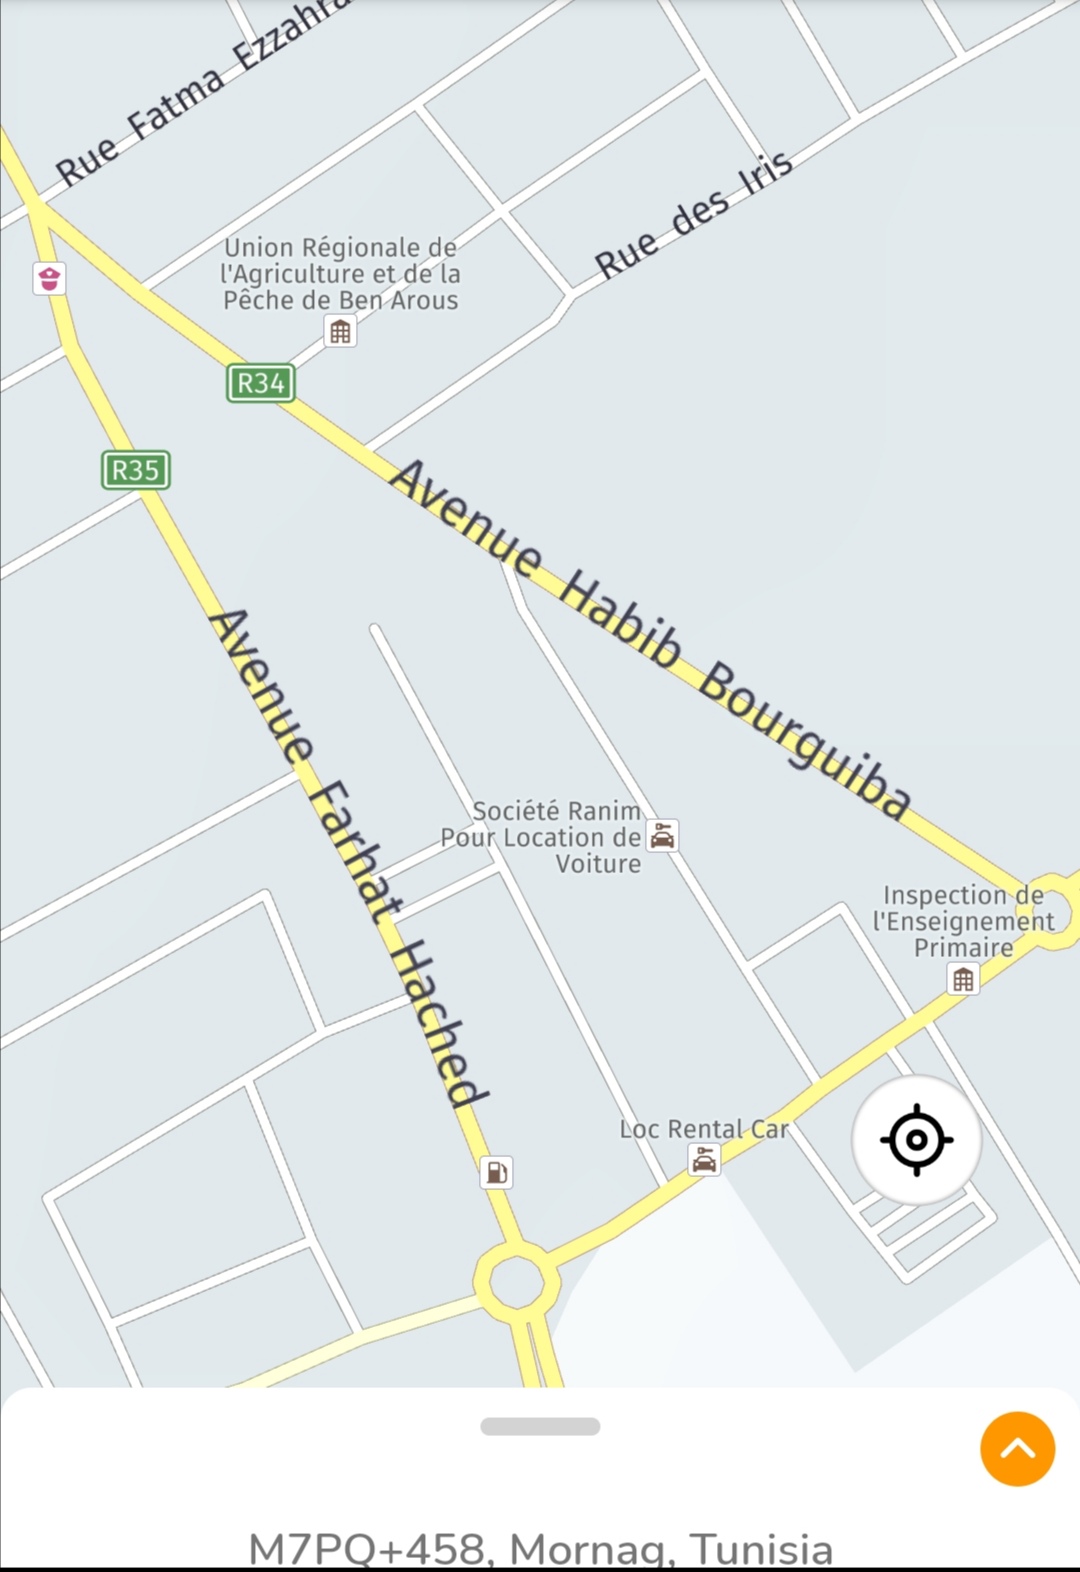 Rue Fatma Ezzahra
Rue des Iris
Union Régionale de
l'Agriculture et de la
Pêche de Ben Arous
R34
R35
Avenue Habib Bourguiba
Avenue Farhat Hached
Société Ranim
Pour Location de
Voiture
Inspection de
l'Enseignement
Primaire
Loc Rental Car
M7PQ+458, Mornag, Tunisia